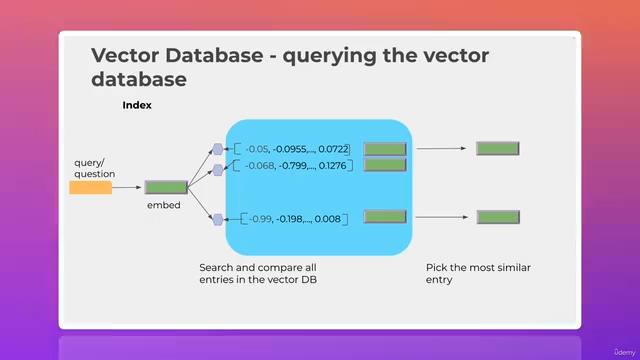 Vector Database - querying the vector
database
Index
query/
question
embed
[ -0.05, -0.0955,..., 0.0722]
[ -0.068, -0.799,..., 0.1276 ]
[ -0.99, -0.198,..., 0.008 ]
Search and compare all
entries in the vector DB
Pick the most similar
entry
ûdemy